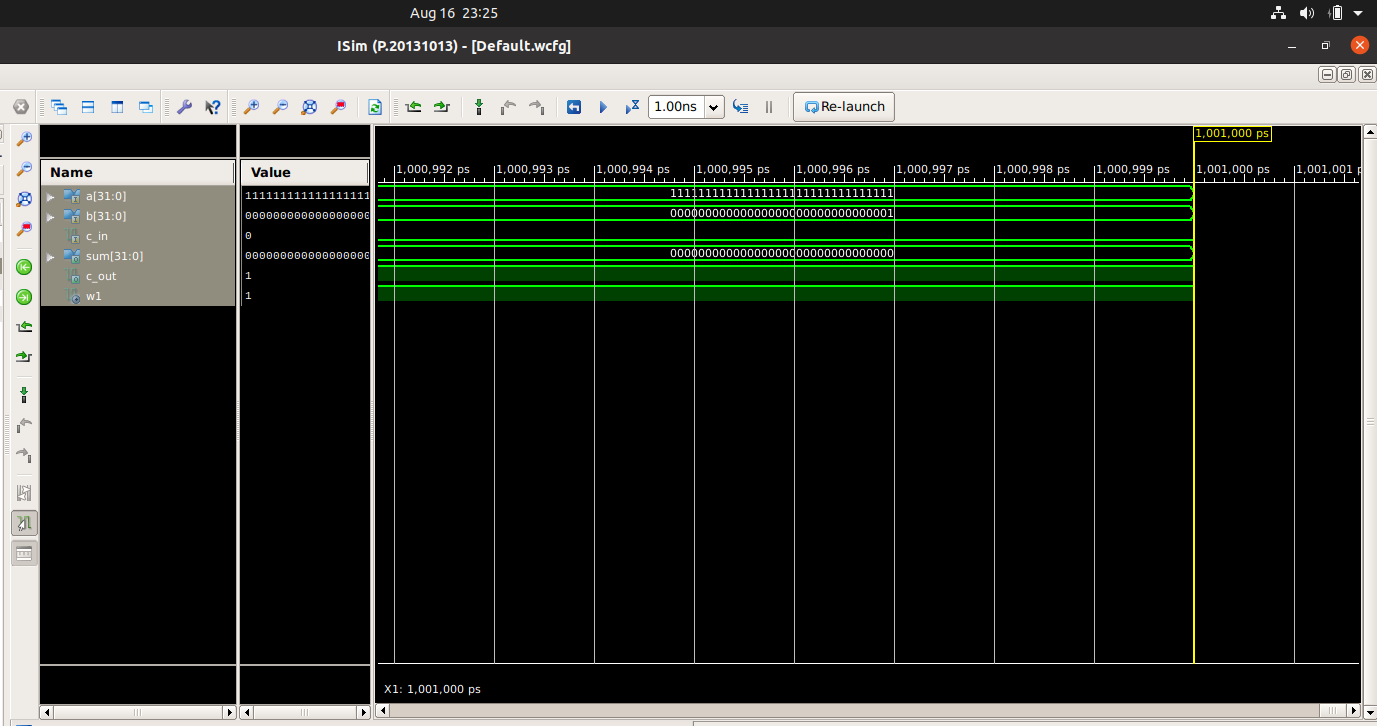 Aug 16 23:25
ISim (P.20131013) - [Default.wcfg]
1.00ns
Re-launch
1,001,000 ps
Name
Value
1,000,992 ps
1,000,993 ps
1,000,994 ps
1,000,995 ps
1,000,996 ps
1,000,997 ps
1,000,998 ps
1,000,999 ps
1,001,000 ps
1,001,001 p
a[31:0]
111111111111111111
11111111111111111111111111111111
b[31:0]
000000000000000000
00000000000000000000000000000001
c_in
0
sum[31:0]
000000000000000000
00000000000000000000000000000000
c_out
1
w1
1
X1: 1,001,000 ps